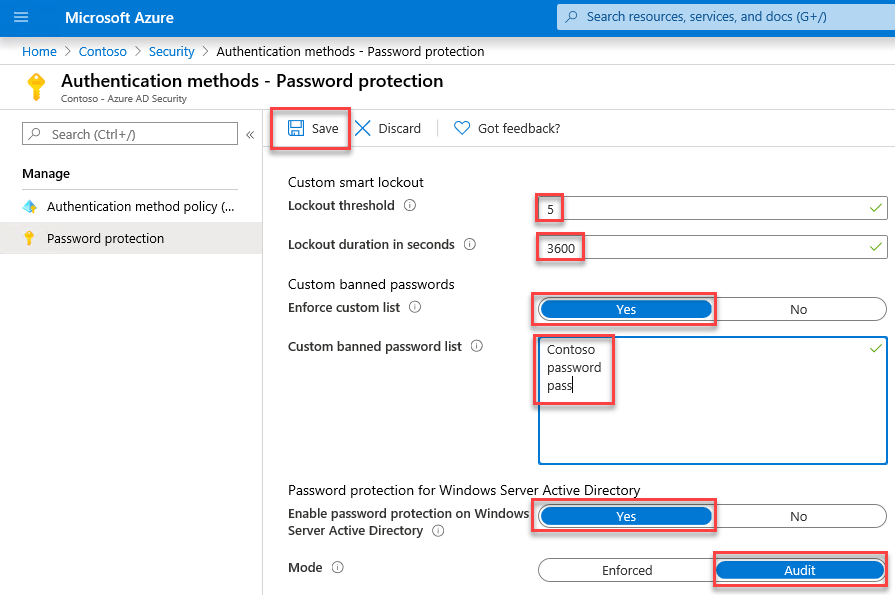 Microsoft Azure
Search resources, services, and docs (G+/)
Home > Contoso > Security > Authentication methods - Password protection
Authentication methods - Password protection
Contoso - Azure AD Security
Search (Ctrl+/)
«
Save
Discard
Got feedback?
Manage
Authentication method policy (...
Password protection
Custom smart lockout
Lockout threshold
5
Lockout duration in seconds
3600
Custom banned passwords
Enforce custom list
Yes
No
Custom banned password list
Contoso
password
pass
Password protection for Windows Server Active Directory
Enable password protection on Windows
Server Active Directory
Yes
No
Mode
Enforced
Audit